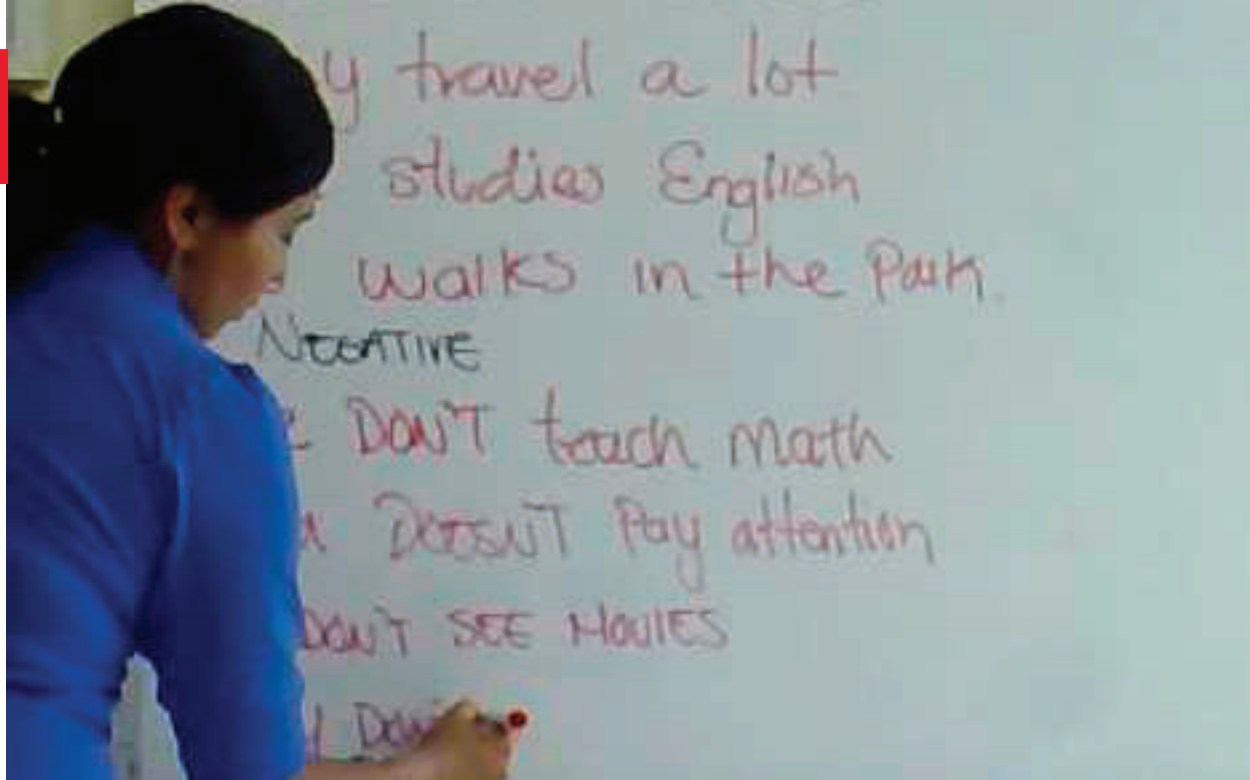 y travel a lot
studies English
walks in the Park.
NEGATIVE
DON'T teach math
DOESN'T Pay attention
DON'T SEE MOVIES